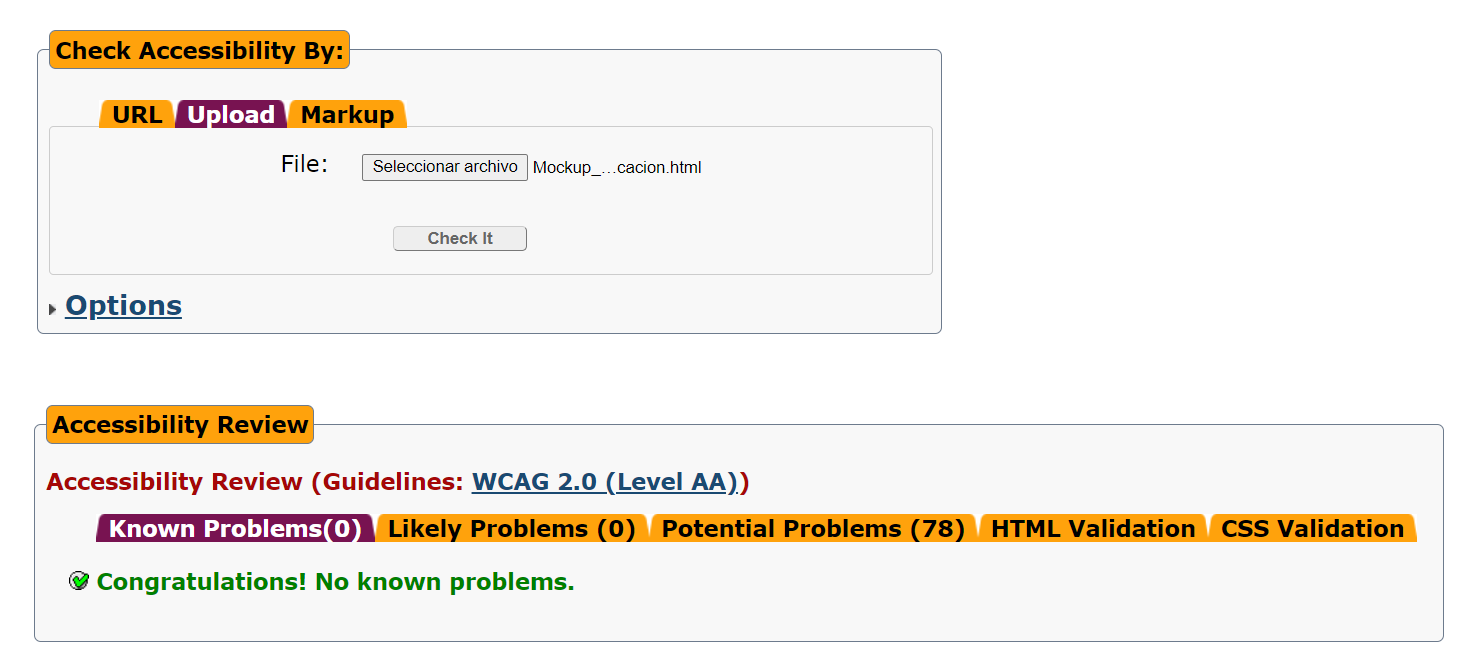 Check Accessibility By:
URL Upload Markup
File: Seleccionar archivo Mockup_...cacion.html
Check It
Options
Accessibility Review
Accessibility Review (Guidelines: WCAG 2.0 (Level AA))
Known Problems(0) Likely Problems (0) Potential Problems (78) HTML Validation CSS Validation
Congratulations! No known problems.